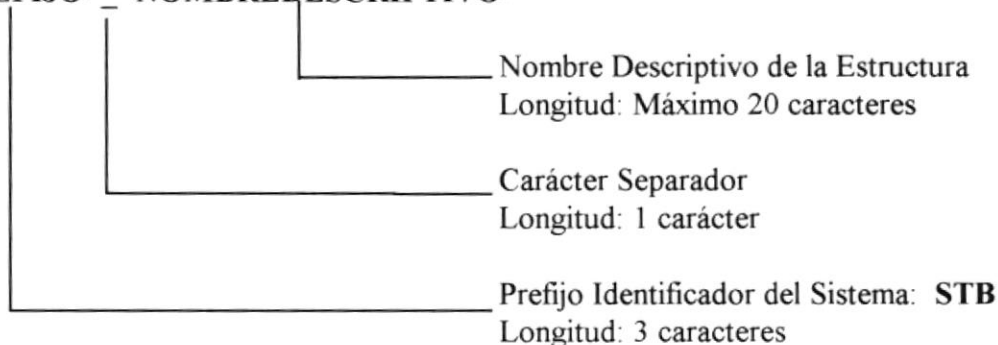 Nombre Descriptivo de la Estructura
Longitud: Máximo 20 caracteres
Carácter Separador
Longitud: 1 carácter
Prefijo Identificador del Sistema: STB
Longitud: 3 caracteres